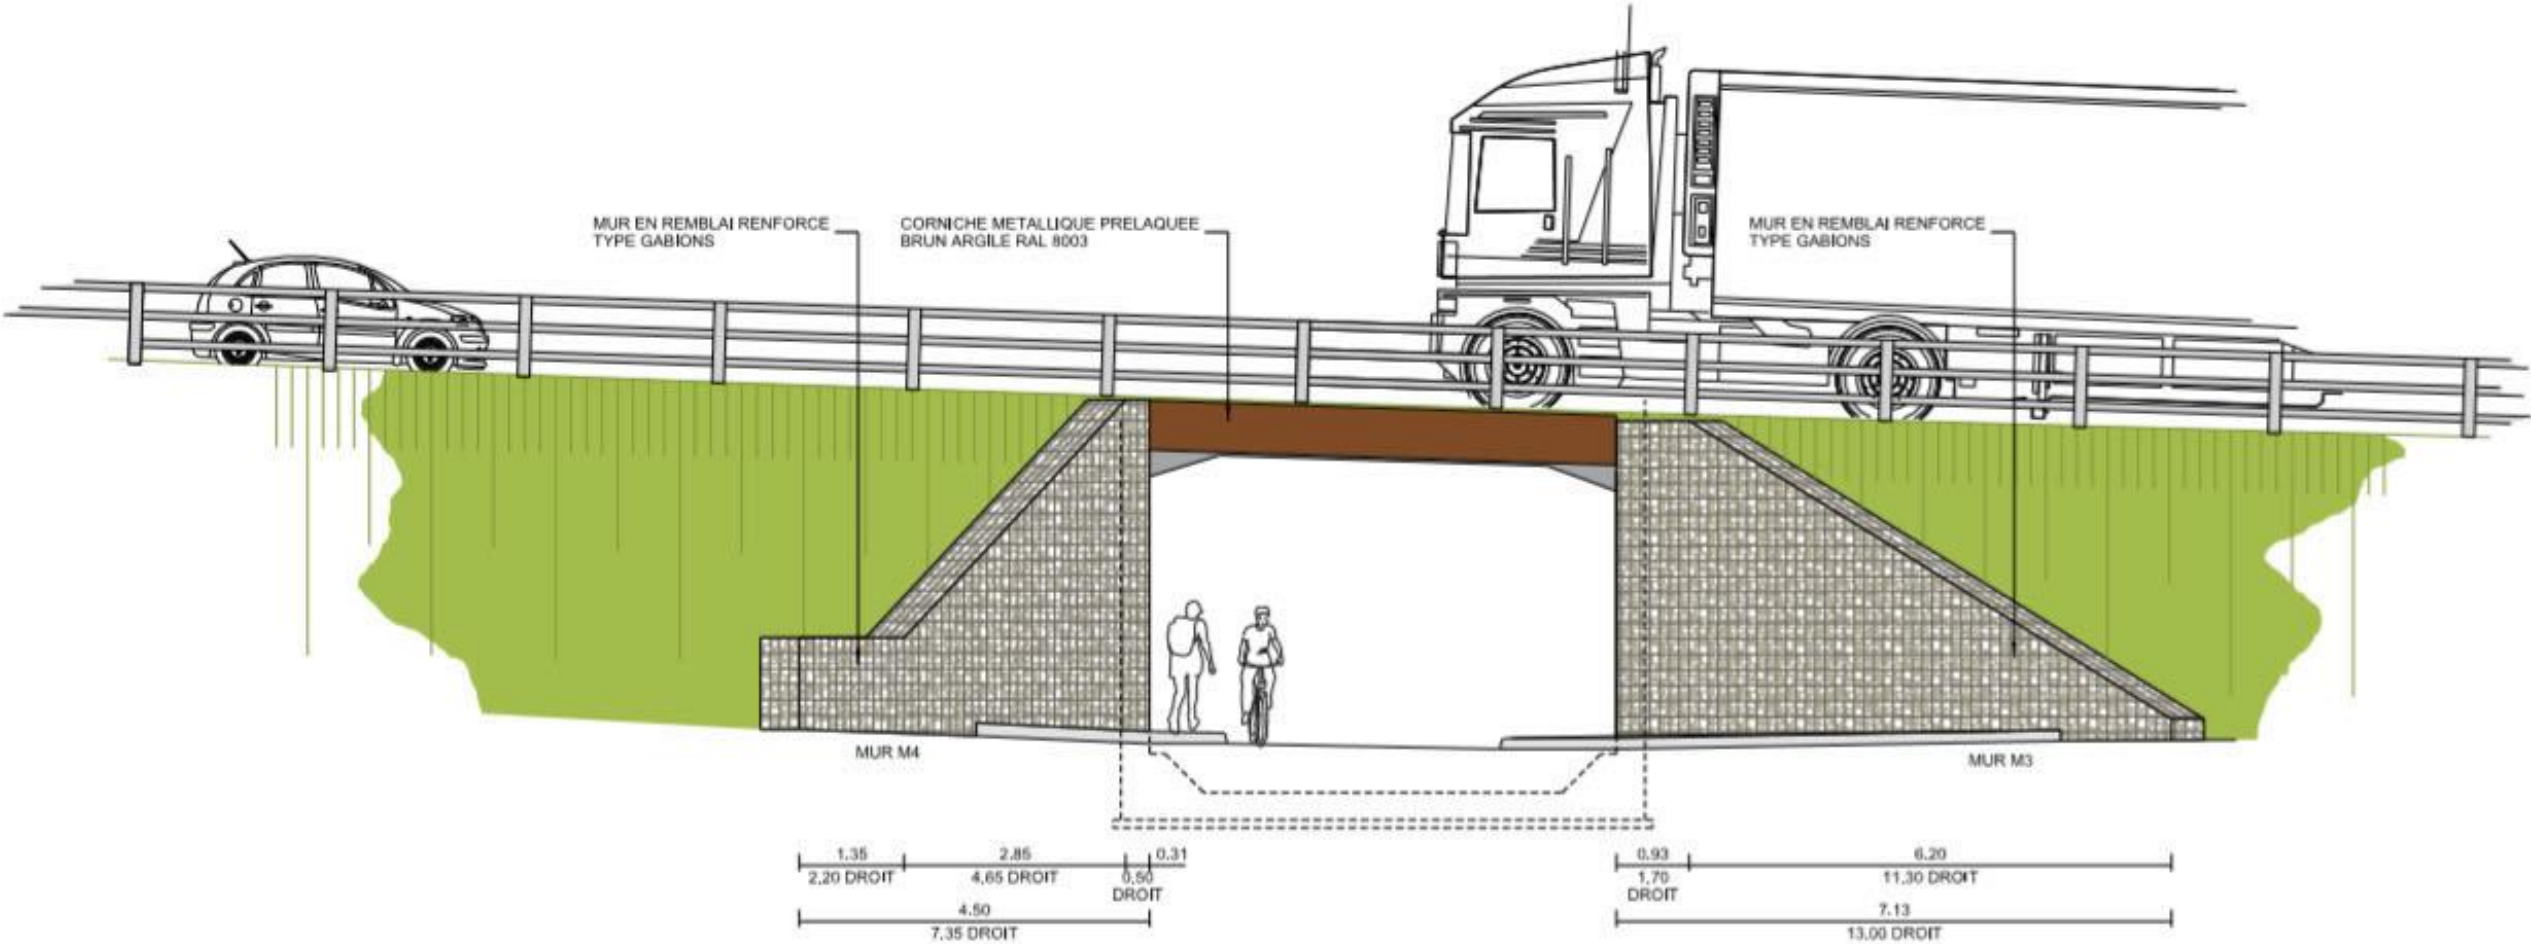 MUR EN REMBLAI RENFORCE
TYPE GABIONS
CORNICHE METALLIQUE PRELAQUEE
BRUN ARGILE RAL 8003
MUR EN REMBLAI RENFORCE
TYPE GABIONS
MUR M4
MUR M3
1.35
2.85
0.31
2,20 DROIT
4,65 DROIT
0,50
DROIT
4.50
7,35 DROIT
0.93
6.20
1,70
DROIT
11,30 DROIT
7.13
13,00 DROIT